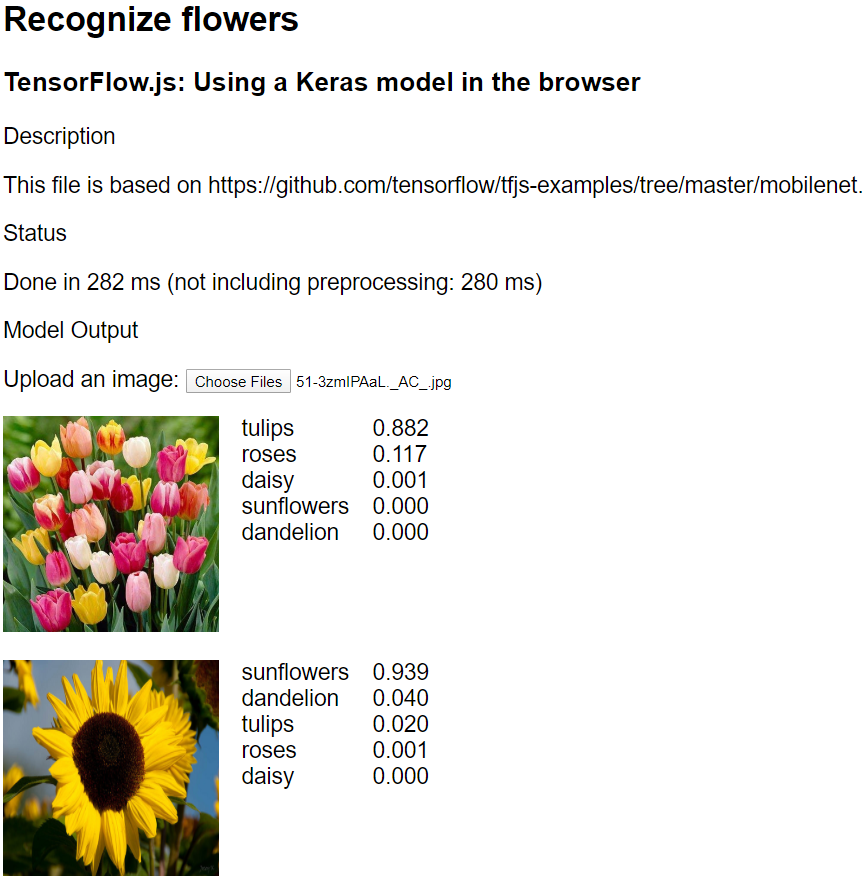 Recognize flowers
TensorFlow.js: Using a Keras model in the browser
Description
This file is based on https://github.com/tensorflow/tfjs-examples/tree/master/mobilenet.
Status
Done in 282 ms (not including preprocessing: 280 ms)
Model Output
Upload an image: Choose Files 51-3zmIPAaL._AC_.jpg
tulips 0.882
roses 0.117
daisy 0.001
sunflowers 0.000
dandelion 0.000
sunflowers 0.939
dandelion 0.040
tulips 0.020
roses 0.001
daisy 0.000